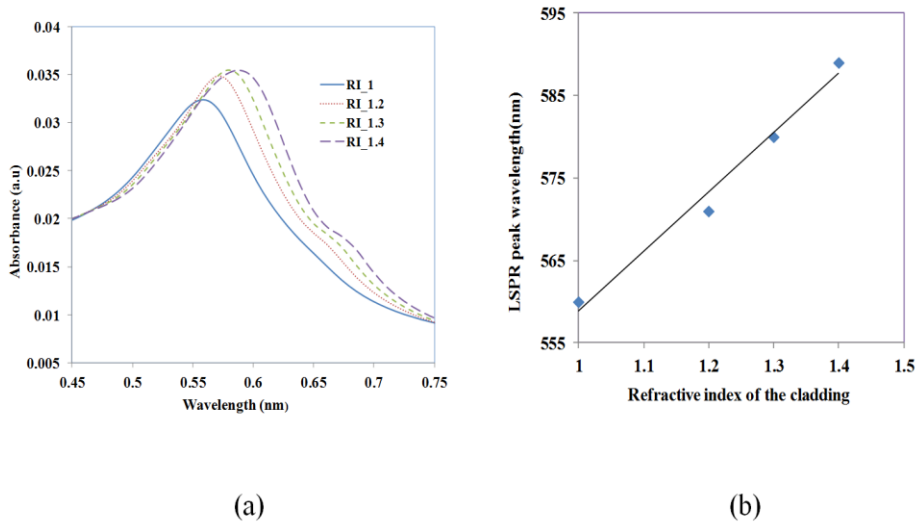 0.04
0.035
0.03
0.025
0.02
0.015
0.01
0.005
Absorbance (a.u)
RI_1
RI_1.2
RI_1.3
RI_1.4
0.45 0.5 0.55 0.6 0.65 0.7 0.75
Wavelength (nm)
(a)
595
585
575
565
555
LSPR peak wavelength(nm)
1 1.1 1.2 1.3 1.4 1.5
Refractive index of the cladding
(b)